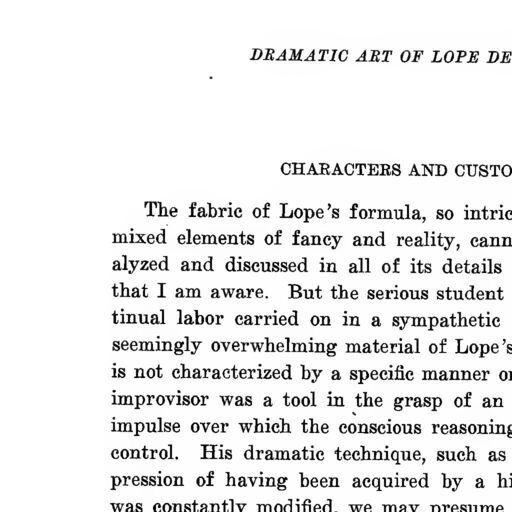 DRAMATIC ART OF LOPE DE
CHARACTERS AND CUSTO
The fabric of Lope's formula, so intric
mixed elements of fancy and reality, cann
alyzed and discussed in all of its details
that I am aware. But the serious student
tinual labor carried on in a sympathetic
seemingly overwhelming material of Lope's
is not characterized by a specific manner or
improvisor was a tool in the grasp of an
impulse over which the conscious reasoning
control. His dramatic technique, such as
pression of having been acquired by a hi
was constantly modified, we may presume